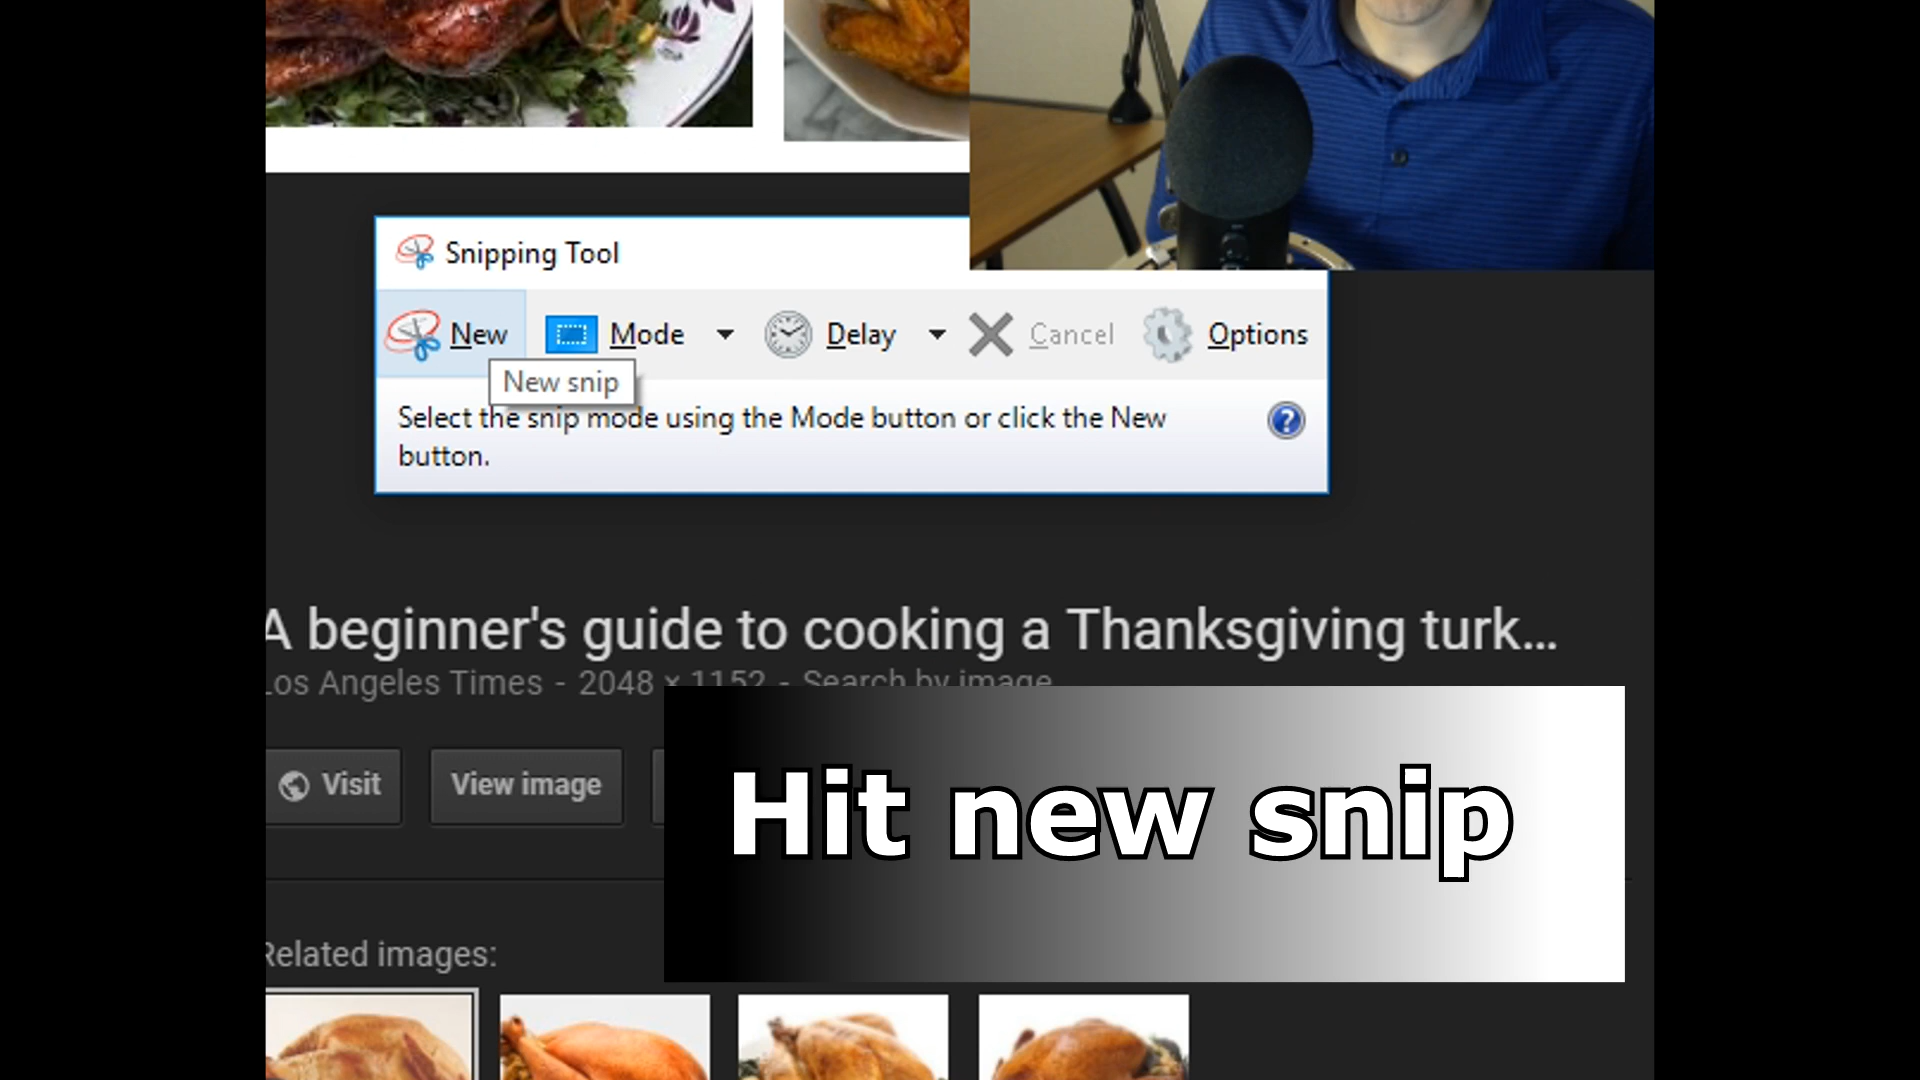 Snipping Tool
New Mode Delay Cancel Options
New snip
Select the snip mode using the Mode button or click the New
button.
A beginner's guide to cooking a Thanksgiving turk...
Los Angeles Times - 2048 × 1152 - Search by image
Visit View image
Hit new snip
Related images: